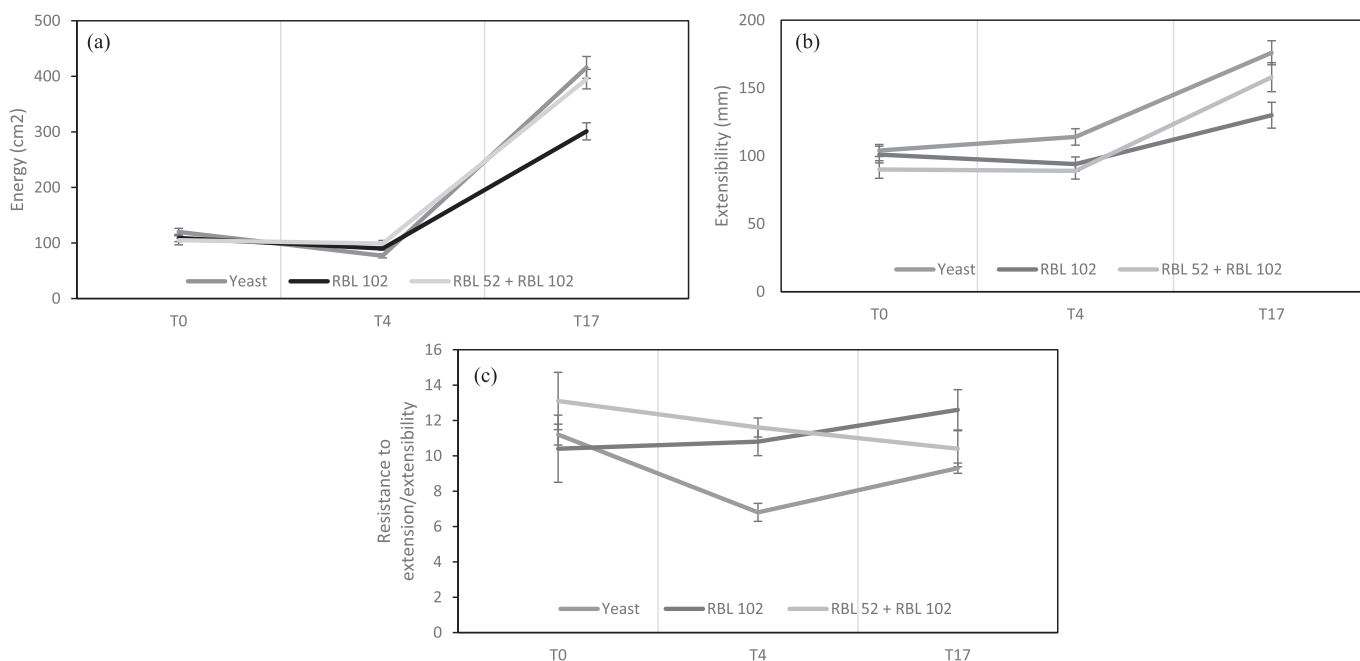 (a)
Energy (cm2)
500
400
300
200
100
0
Yeast RBL 102 RBL 52 + RBL 102
T0 T4 T17
(b)
Extensibility (mm)
200
150
100
50
0
Yeast RBL 102 RBL 52 + RBL 102
T0 T4 T17
(c)
Resistance to
extension/extensibility
16
14
12
10
8
6
4
2
0
Yeast RBL 102 RBL 52 + RBL 102
T0 T4 T17